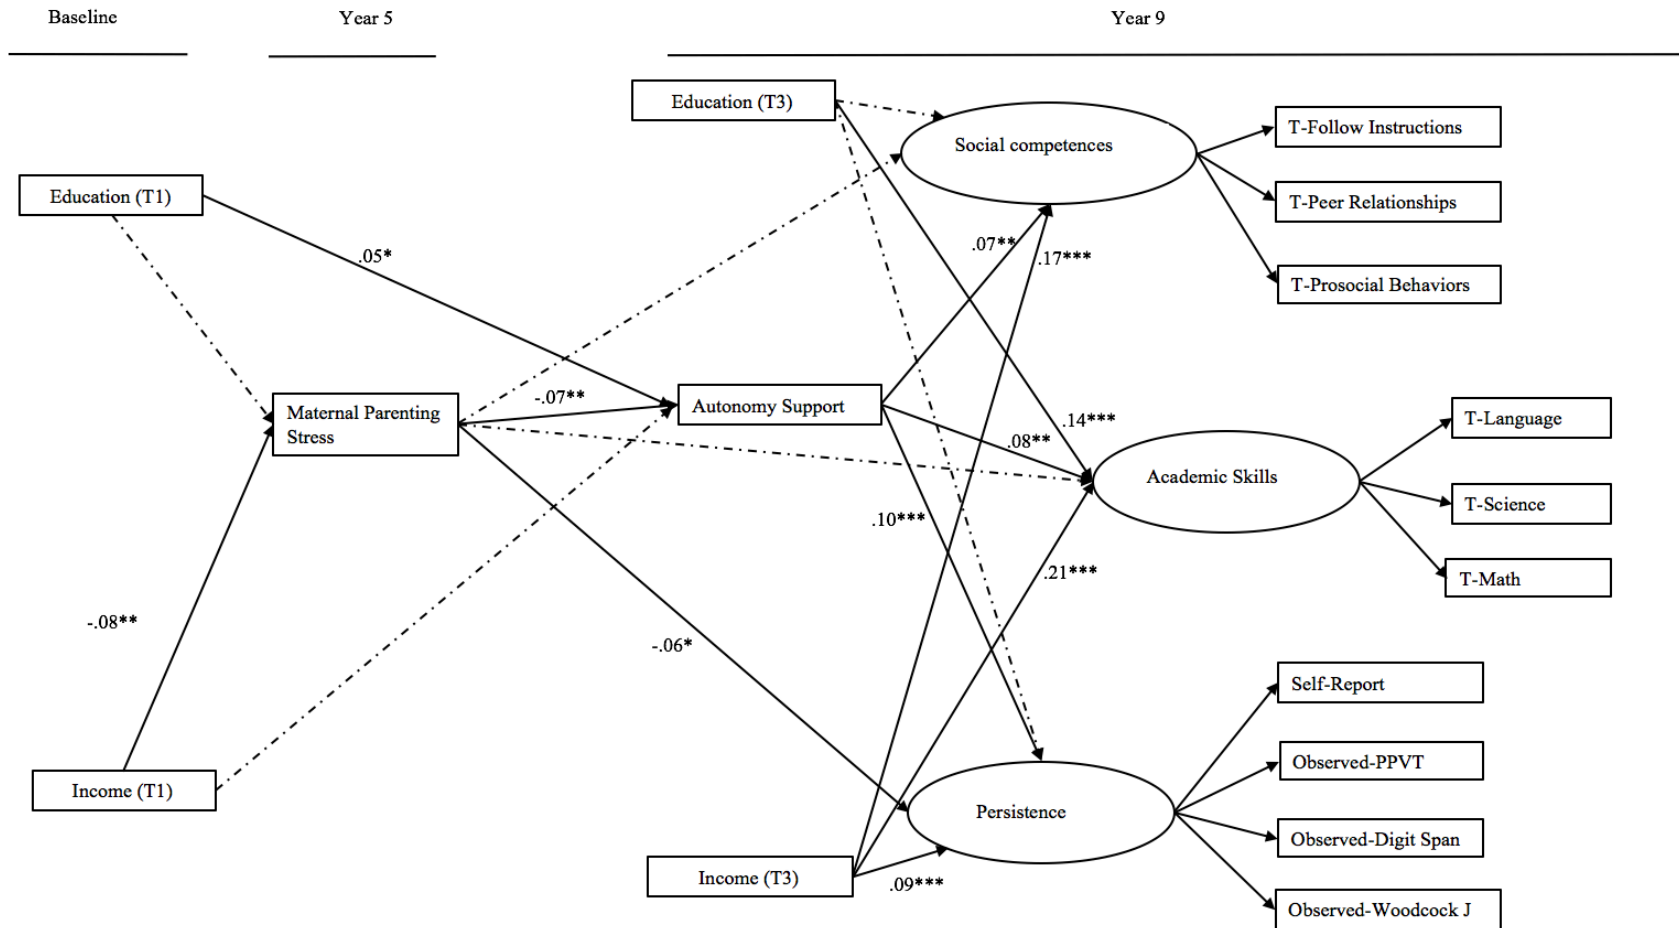 Baseline
Year 5
Year 9
Education (T3)
Social competences
T-Follow Instructions
T-Peer Relationships
T-Prosocial Behaviors
Education (T1)
.05*
.07**
.17***
Maternal Parenting
Stress
-.07**
Autonomy Support
.14***
.08**
T-Language
Academic Skills
T-Science
.10***
.21***
T-Math
-.08**
-.06*
Self-Report
Observed-PPVT
Income (T1)
Persistence
Observed-Digit Span
Income (T3)
.09***
Observed-Woodcock J